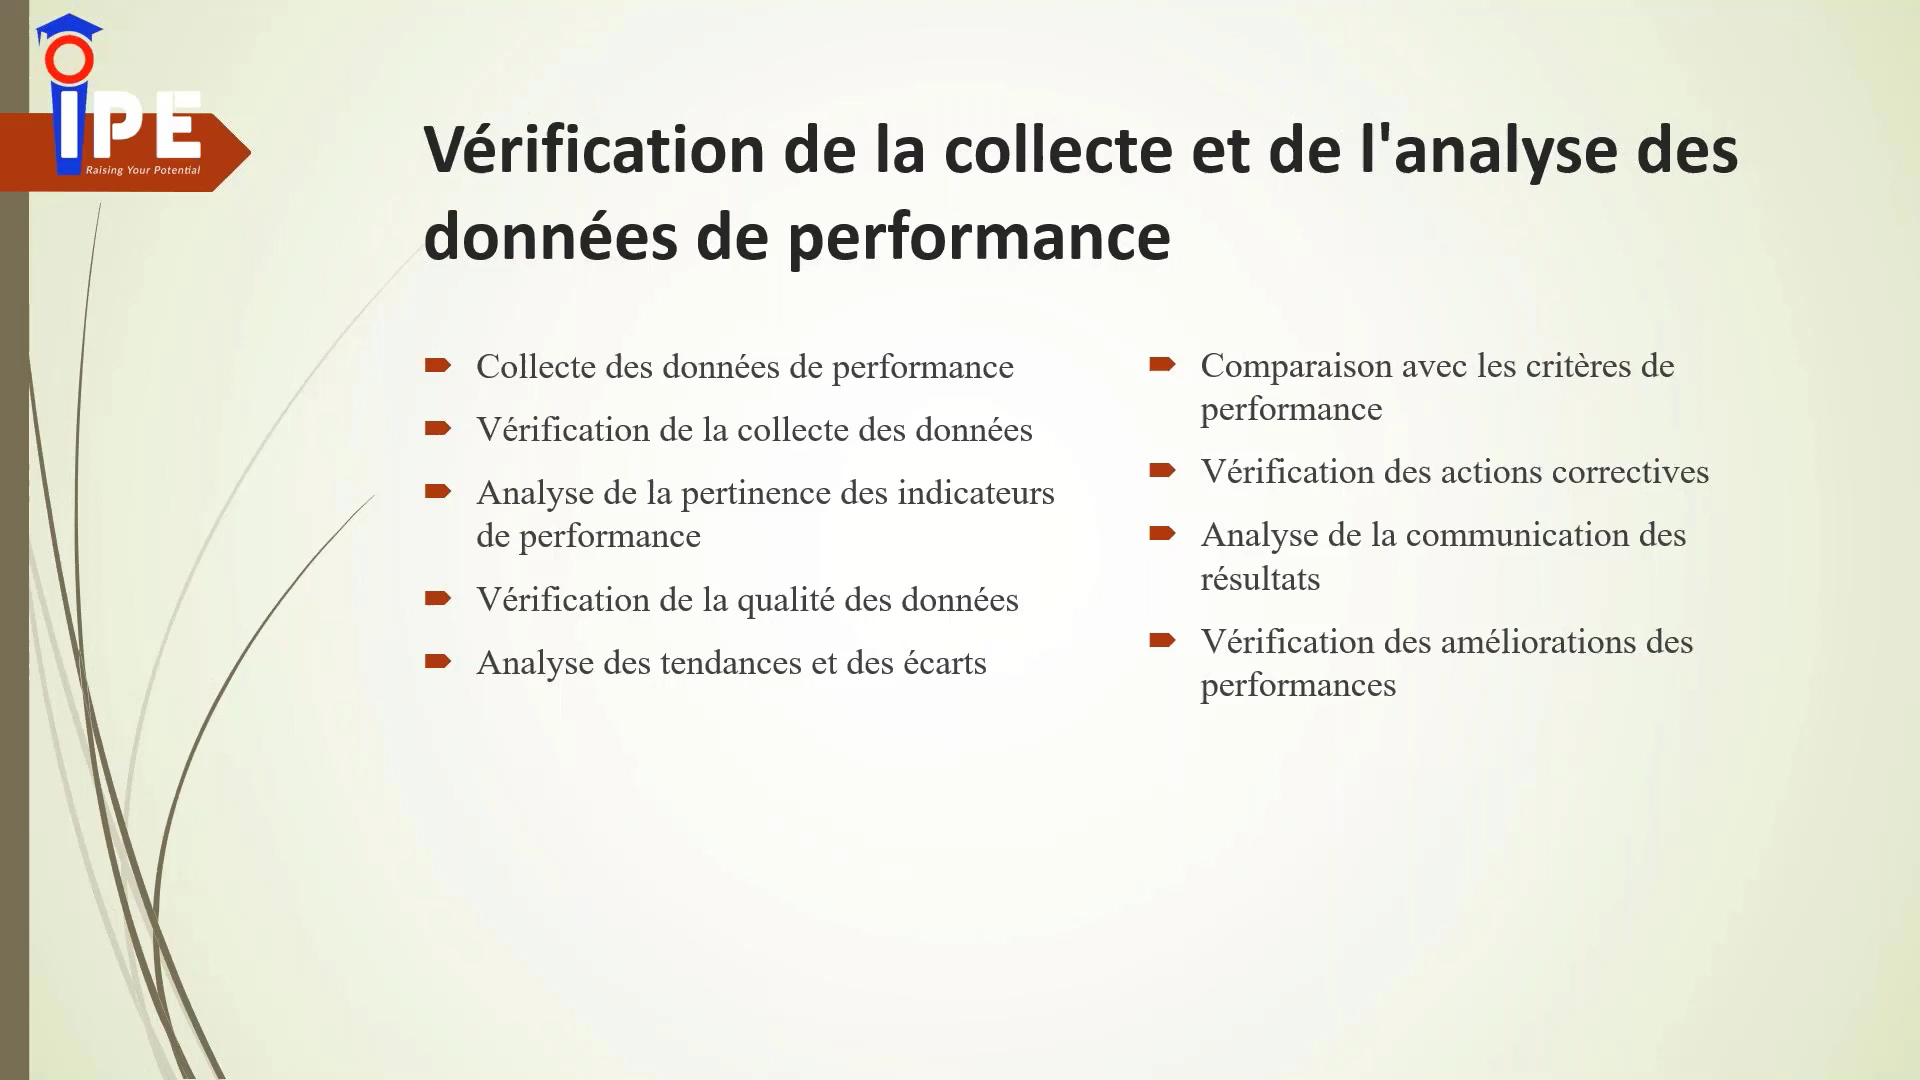 IPE
Raising Your Potential
Vérification de la collecte et de l'analyse des
données de performance
Collecte des données de performance
Vérification de la collecte des données
Analyse de la pertinence des indicateurs
de performance
Vérification de la qualité des données
Analyse des tendances et des écarts
Comparaison avec les critères de
performance
Vérification des actions correctives
Analyse de la communication des
résultats
Vérification des améliorations des
performances